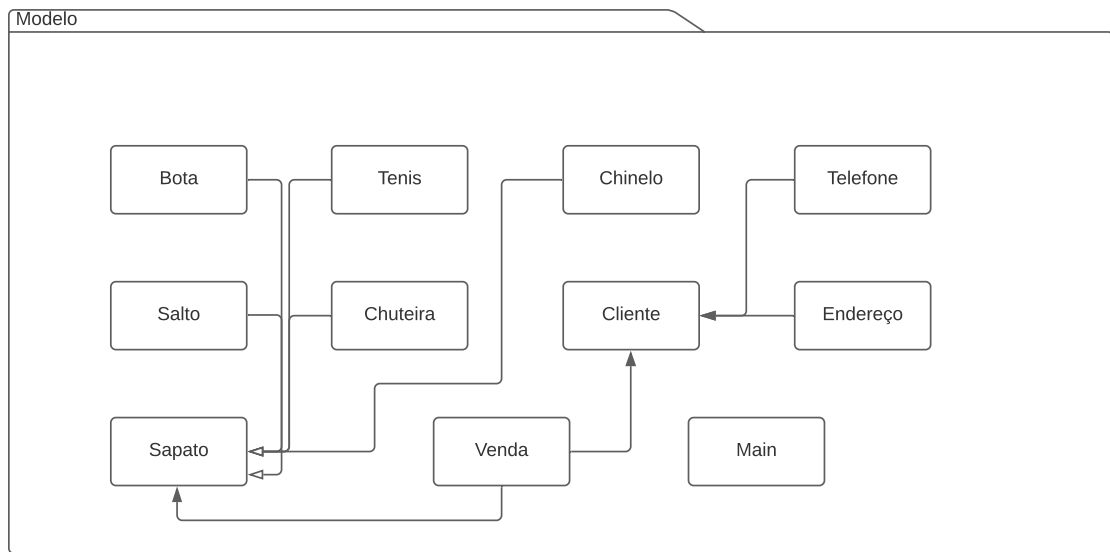 Modelo
Bota
Tenis
Chinelo
Telefone
Salto
Chuteira
Cliente
Endereço
Sapato
Venda
Main